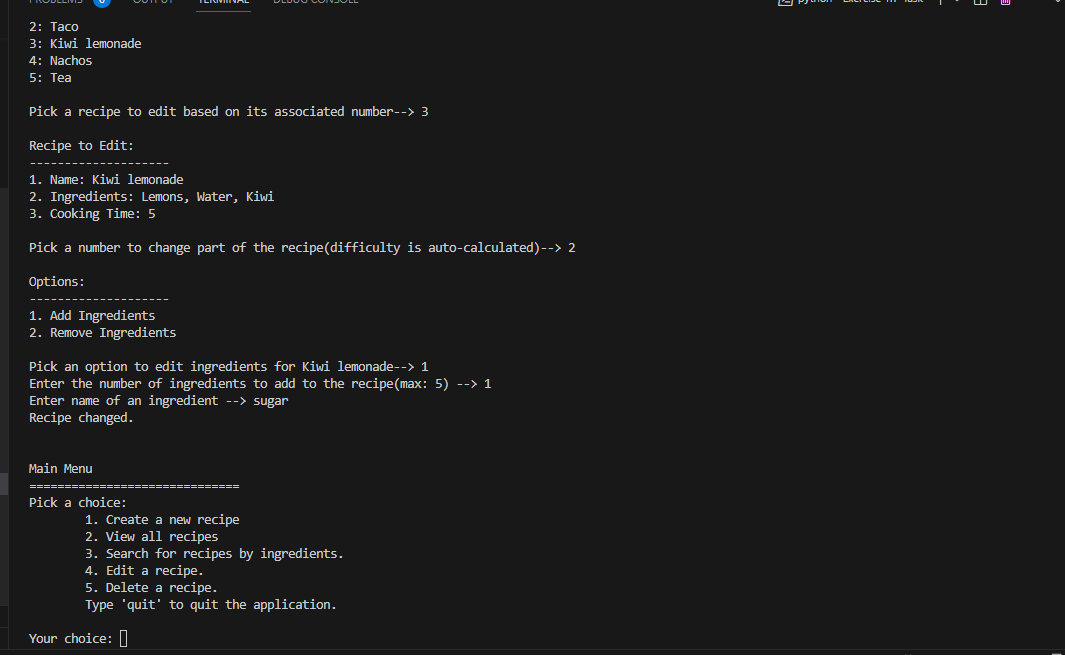 PROBLEMS OUTPUT TERMINAL DEBUG CONSOLE python - Exercise
2: Taco
3: Kiwi lemonade
4: Nachos
5: Tea
Pick a recipe to edit based on its associated number--> 3
Recipe to Edit:
--------------------
1. Name: Kiwi lemonade
2. Ingredients: Lemons, Water, Kiwi
3. Cooking Time: 5
Pick a number to change part of the recipe(difficulty is auto-calculated)--> 2
Options:
--------------------
1. Add Ingredients
2. Remove Ingredients
Pick an option to edit ingredients for Kiwi lemonade--> 1
Enter the number of ingredients to add to the recipe(max: 5) --> 1
Enter name of an ingredient --> sugar
Recipe changed.
Main Menu
==============================
Pick a choice:
1. Create a new recipe
2. View all recipes
3. Search for recipes by ingredients.
4. Edit a recipe.
5. Delete a recipe.
Type 'quit' to quit the application.
Your choice: